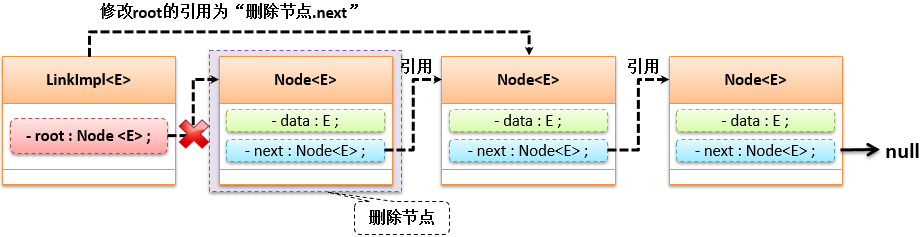 修改root的引用为“删除节点.next”
LinkImpl<E>
- root : Node <E> ;
Node<E>
- data : E ;
- next : Node<E> ;
引用
Node<E>
- data : E ;
- next : Node<E> ;
引用
Node<E>
- data : E ;
- next : Node<E> ;
null
删除节点